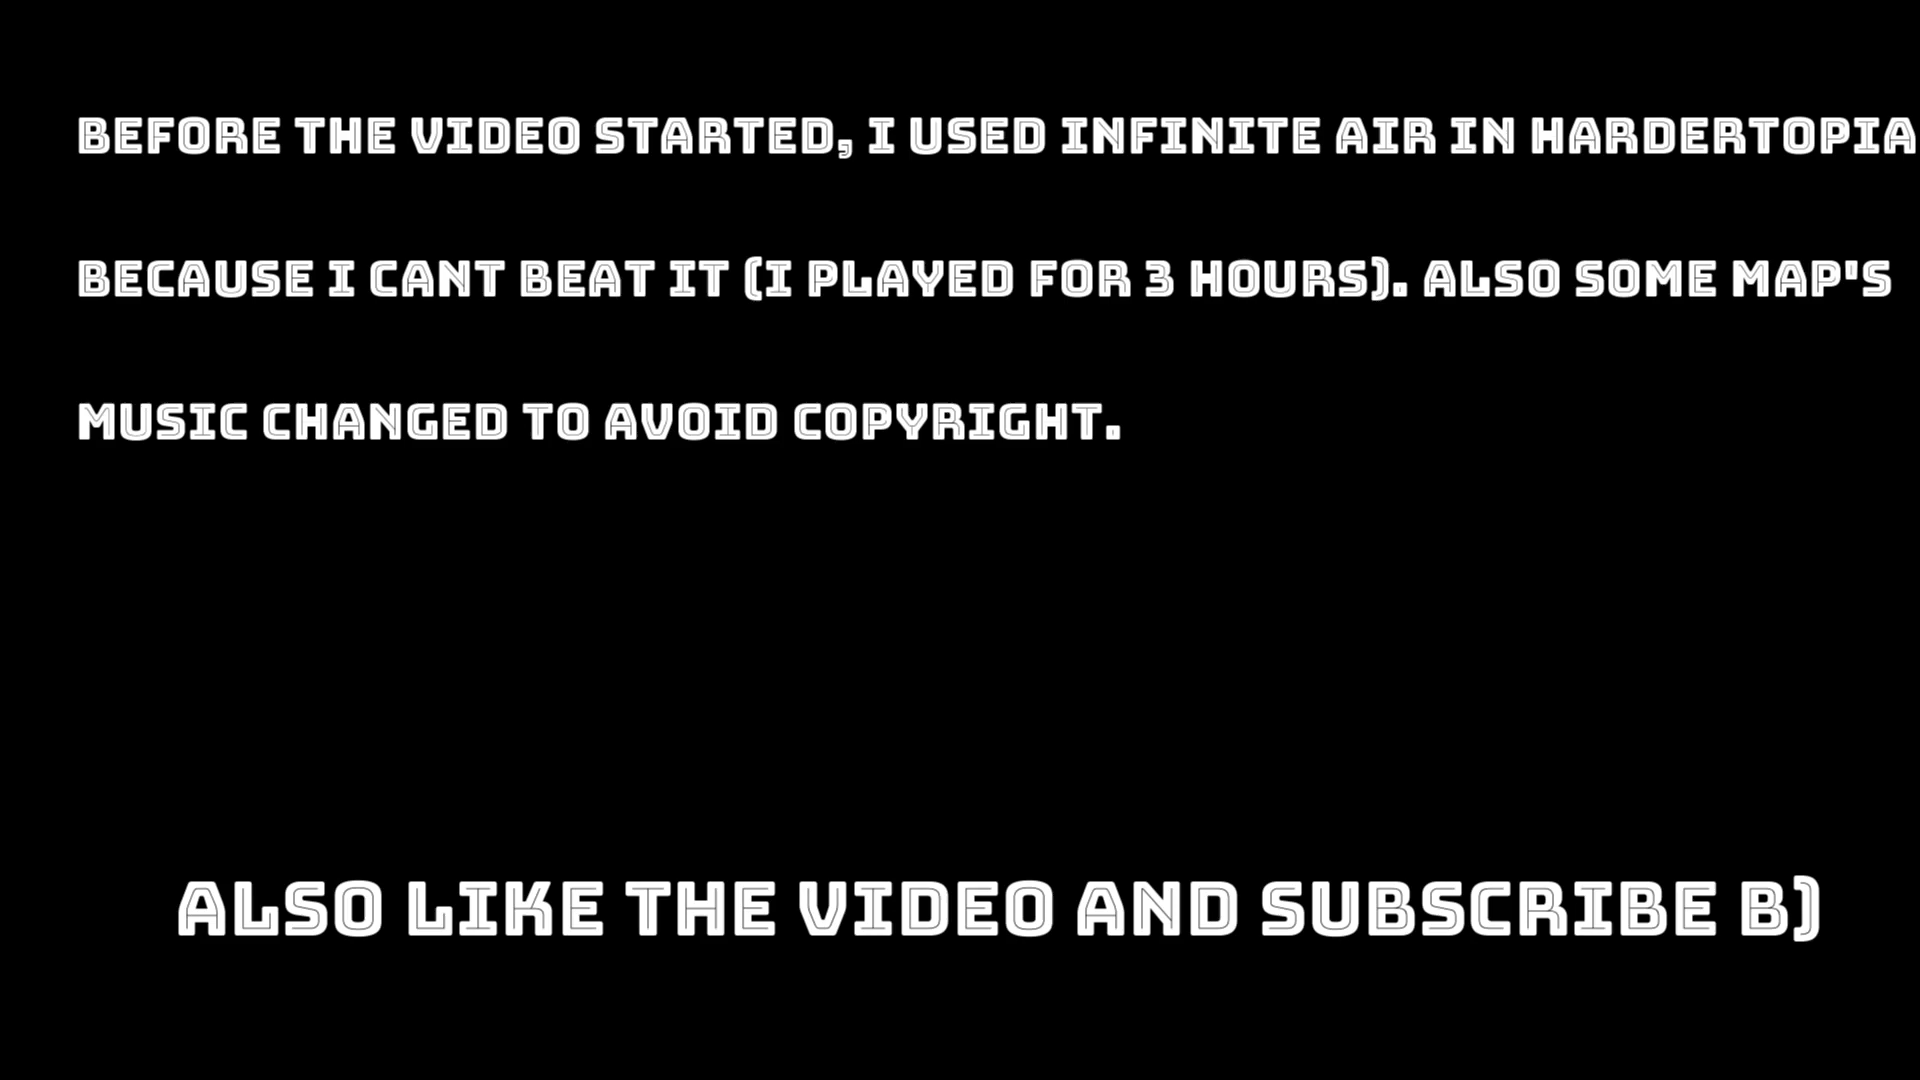 BEFORE THE VIDEO STARTED, I USED INFINITE AIR IN HARDERTOPIA
BECAUSE I CANT BEAT IT (I PLAYED FOR 3 HOURS). ALSO SOME MAP'S
MUSIC CHANGED TO AVOID COPYRIGHT.
ALSO LIKE THE VIDEO AND SUBSCRIBE B)